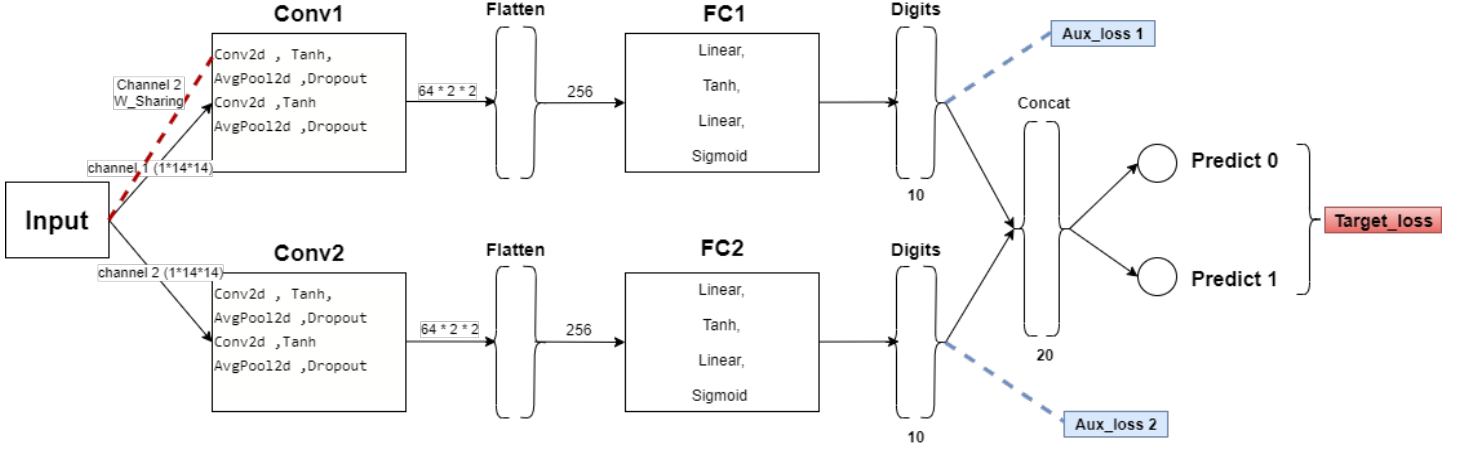 Conv1
Flatten
FC1
Digits
Aux_loss 1
Conv2d , Tanh,
AvgPool2d ,Dropout
Conv2d ,Tanh
AvgPool2d ,Dropout
Channel 2
W_Sharing
channel 1 (1*14*14)
64 * 2 * 2
256
Linear,
Tanh,
Linear,
Sigmoid
10
Concat
Input
Predict 0
Target_loss
Predict 1
20
Conv2
Flatten
FC2
Digits
channel 2 (1*14*14)
Conv2d , Tanh,
AvgPool2d ,Dropout
Conv2d ,Tanh
AvgPool2d ,Dropout
64 * 2 * 2
256
Linear,
Tanh,
Linear,
Sigmoid
10
Aux_loss 2